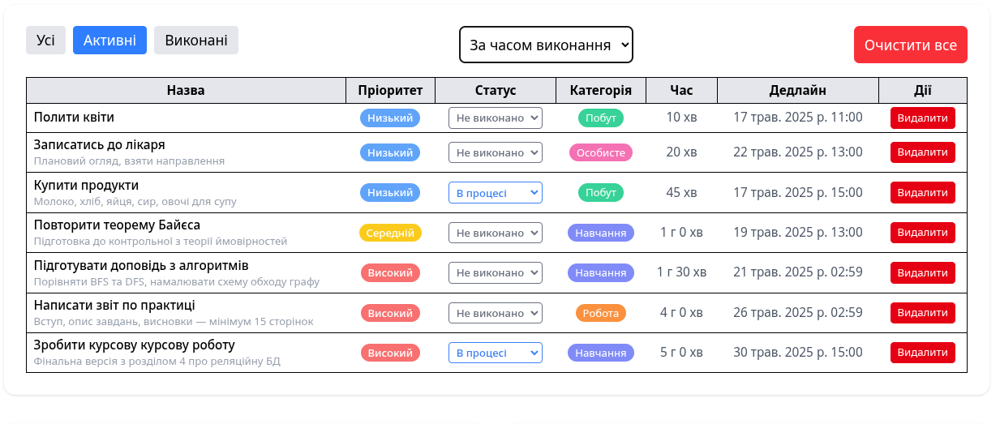 Усі Активні Виконані За часом виконання Очистити все
Назва Пріоритет Статус Категорія Час Дедлайн Дії
Полити квіти Низький Не виконано Побут 10 хв 17 трав. 2025 р. 11:00 Видалити
Записатись до лікаря Низький Не виконано Особисте 20 хв 22 трав. 2025 р. 13:00 Видалити
Плановий огляд, взяти направлення
Купити продукти Низький В процесі Побут 45 хв 17 трав. 2025 р. 15:00 Видалити
Молоко, хліб, яйця, сир, овочі для супу
Повторити теорему Байєса Середній Не виконано Навчання 1 г 0 хв 19 трав. 2025 р. 13:00 Видалити
Підготовка до контрольної з теорії ймовірностей
Підготувати доповідь з алгоритмів Високий Не виконано Навчання 1 г 30 хв 21 трав. 2025 р. 02:59 Видалити
Порівняти BFS та DFS, намалювати схему обходу графу
Написати звіт по практиці Високий Не виконано Робота 4 г 0 хв 26 трав. 2025 р. 02:59 Видалити
Вступ, опис завдань, висновки — мінімум 15 сторінок
Зробити курсову курсову роботу Високий В процесі Навчання 5 г 0 хв 30 трав. 2025 р. 15:00 Видалити
Фінальна версія з розділом 4 про реляційну БД